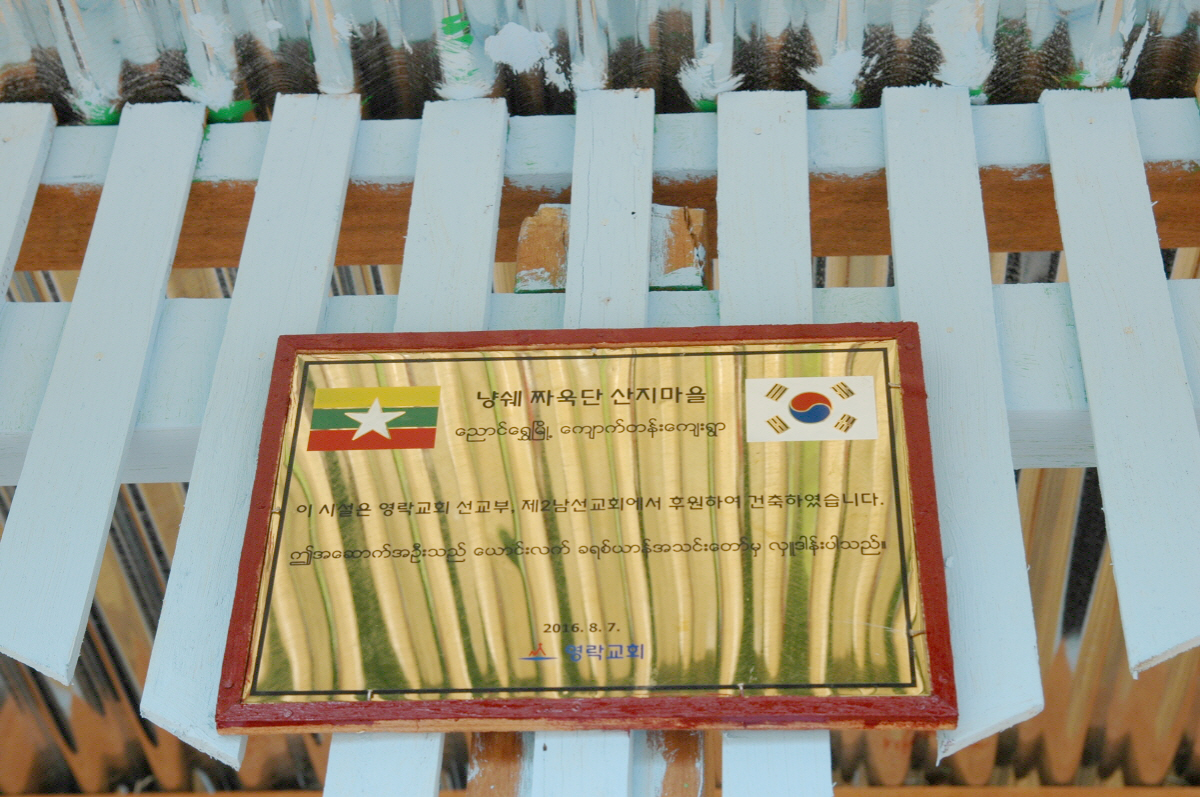 냥쉐 짜욱단 산지마을
ညောင်ရွှေမြို့ ကျောက်တန်းကျေးရွာ
이 시설은 영락교회 선교부, 제2남선교회에서 후원하여 건축하였습니다.
ဤအဆောက်အဦးသည် ယောင်းလက် ခရစ်ယာန်အသင်းတော်မှ လှူဒါန်းပါသည်။
2016. 8. 7.
영락교회